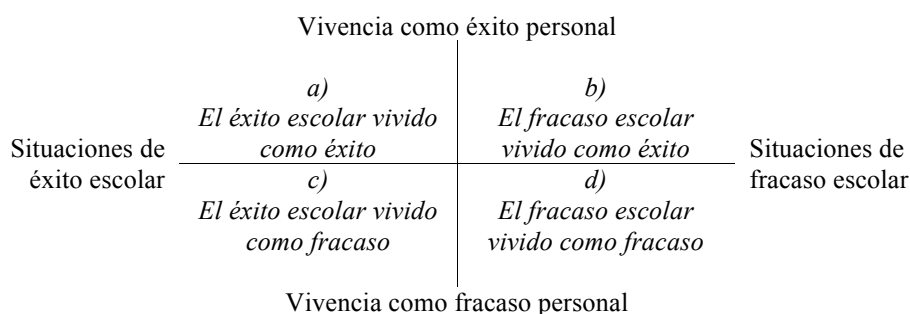 Vivencia como éxito personal
a)
El éxito escolar vivido
como éxito
b)
El fracaso escolar
vivido como éxito
Situaciones de
éxito escolar
Situaciones de
fracaso escolar
c)
El éxito escolar vivido
como fracaso
d)
El fracaso escolar
vivido como fracaso
Vivencia como fracaso personal